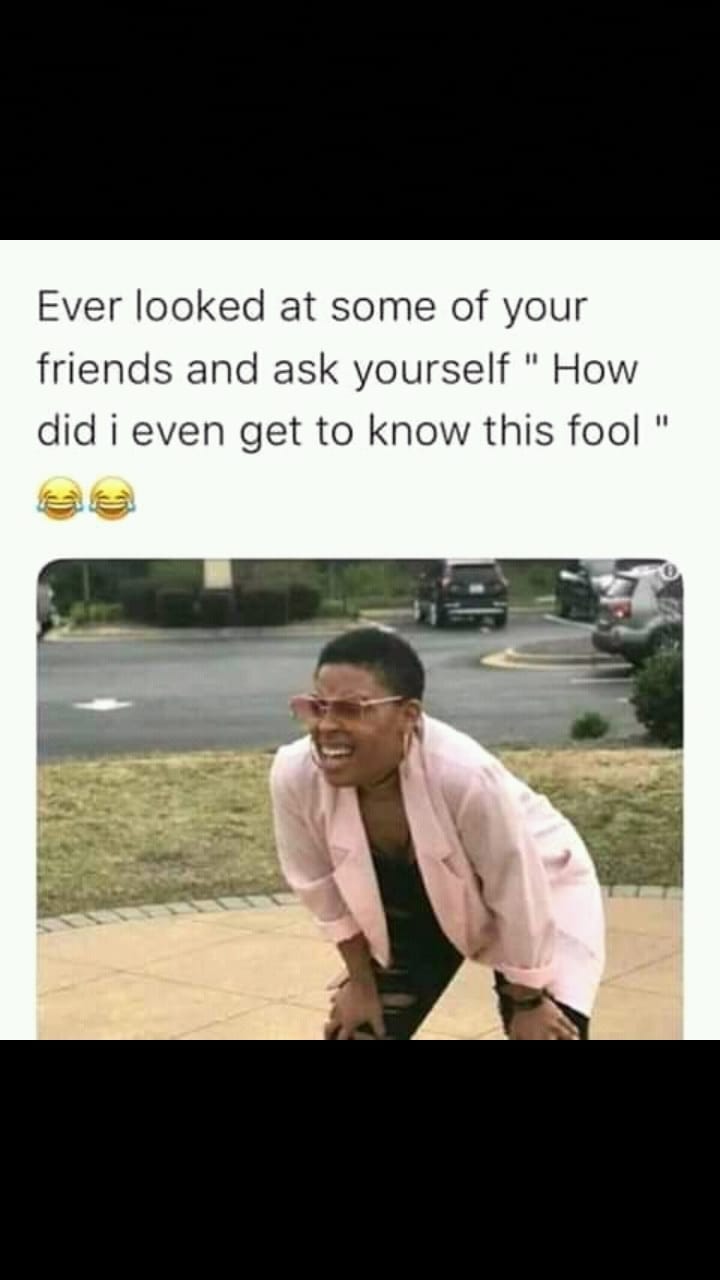 Ever looked at some of your
friends and ask yourself " How
did i even get to know this fool "
😂😂